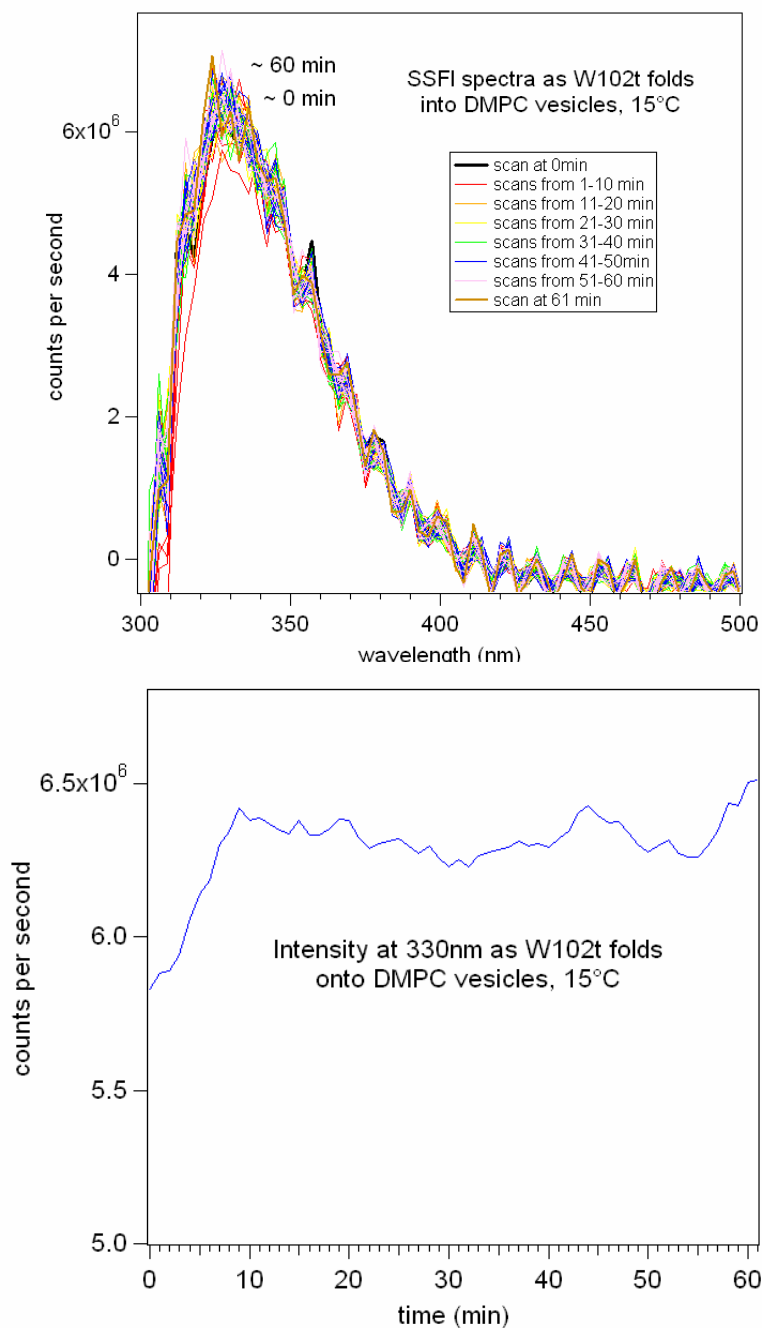 ~ 60 min
~ 0 min
SSFI spectra as W102t folds
into DMPC vesicles, 15°C
scan at 0min
scans from 1-10 min
scans from 11-20 min
scans from 21-30 min
scans from 31-40 min
scans from 41-50min
scans from 51-60 min
scan at 61 min
6x10⁶
4
2
0
counts per second
300 350 400 450 500
wavelength (nm)
6.5x10⁶
6.0
5.5
5.0
counts per second
Intensity at 330nm as W102t folds
onto DMPC vesicles, 15°C
0 10 20 30 40 50 60
time (min)